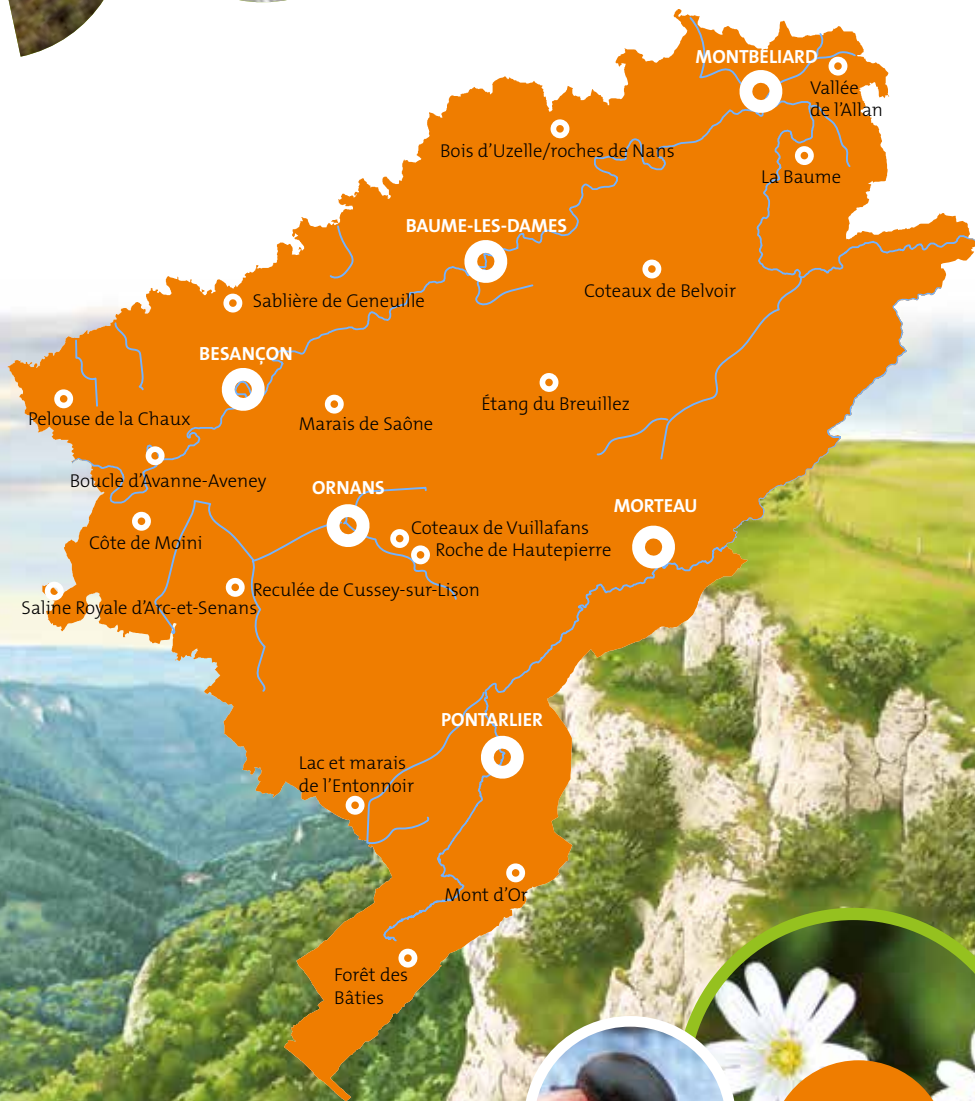 MONTBÉLIARD
Vallée
de l'Allan
Bois d'Uzelle/roches de Nans
La Baume
BAUME-LES-DAMES
Coteaux de Belvoir
Sablière de Geneuille
BESANÇON
Étang du Breuillez
Pelouse de la Chaux
Marais de Saône
Boucle d'Avanne-Aveney
ORNANS
MORTEAU
Coteaux de Vuillafans
Côte de Moini
Roche de Hautepierre
Reculée de Cussey-sur-Lison
Saline Royale d'Arc-et-Senans
PONTARLIER
Lac et marais
de l'Entonnoir
Mont d'Or
Forêt des
Bâties